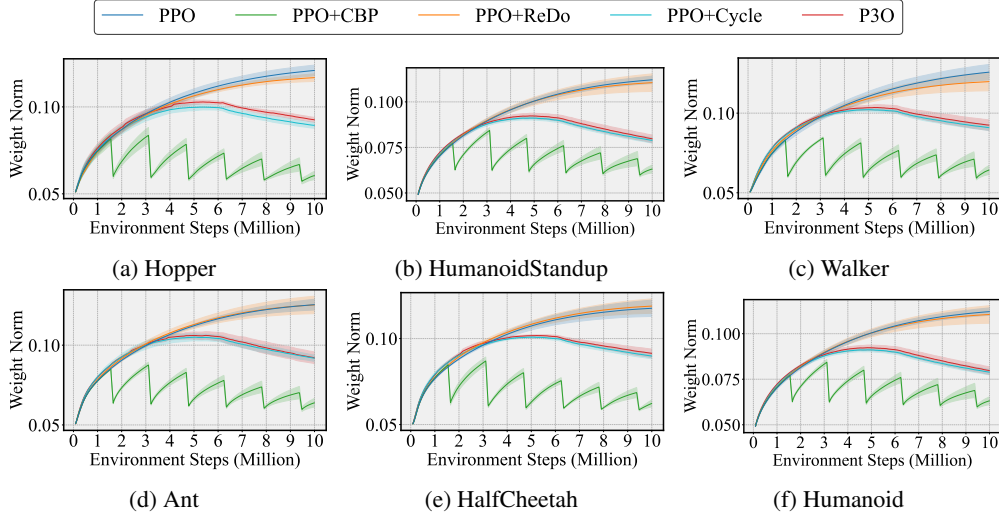 PPO PPO+CBP PPO+ReDo PPO+Cycle P3O
Weight Norm
0.10
0.05
0 1 2 3 4 5 6 7 8 9 10
Environment Steps (Million)
(a) Hopper
Weight Norm
0.100
0.075
0.050
0 1 2 3 4 5 6 7 8 9 10
Environment Steps (Million)
(b) HumanoidStandup
Weight Norm
0.10
0.05
0 1 2 3 4 5 6 7 8 9 10
Environment Steps (Million)
(c) Walker
Weight Norm
0.10
0.05
0 1 2 3 4 5 6 7 8 9 10
Environment Steps (Million)
(d) Ant
Weight Norm
0.10
0.05
0 1 2 3 4 5 6 7 8 9 10
Environment Steps (Million)
(e) HalfCheetah
Weight Norm
0.100
0.075
0.050
0 1 2 3 4 5 6 7 8 9 10
Environment Steps (Million)
(f) Humanoid